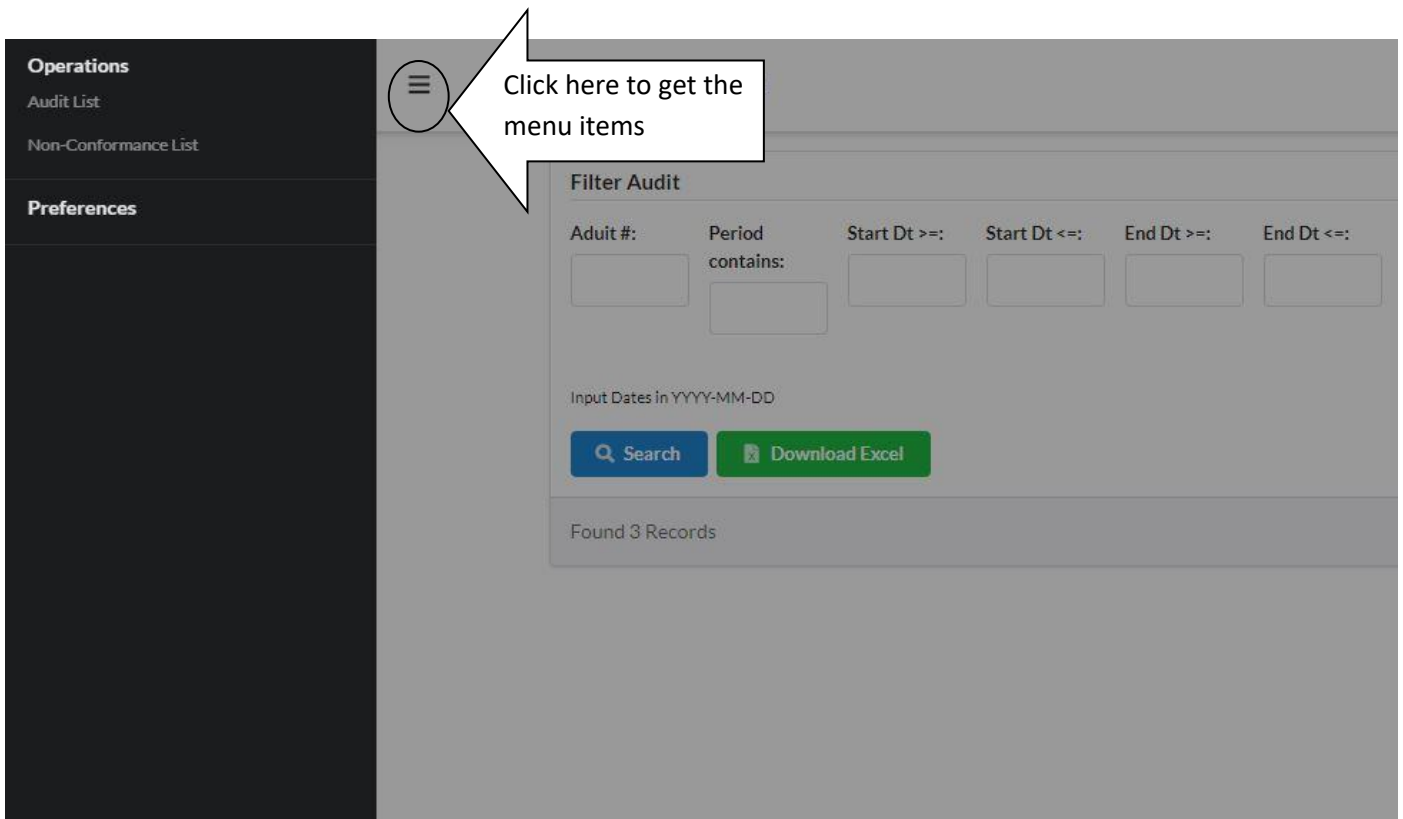 Operations
Audit List
Non-Conformance List
Preferences
Click here to get the
menu items
Filter Audit
Aduit #:
Period
contains:
Start Dt >=:
Start Dt <=:
End Dt >=:
End Dt <=:
Input Dates in YYYY-MM-DD
Search
Download Excel
Found 3 Records